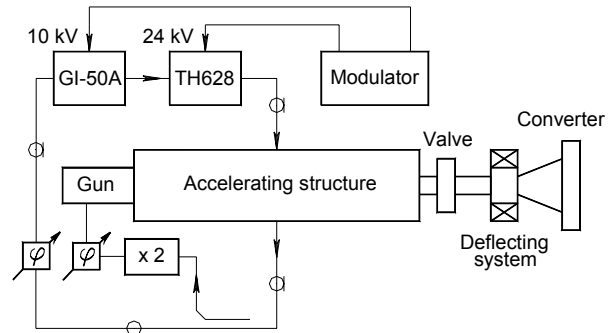 10 kV
24 kV
GI-50A
TH628
Modulator
Converter
Valve
Gun
Accelerating structure
φ
φ
x 2
Deflecting
system